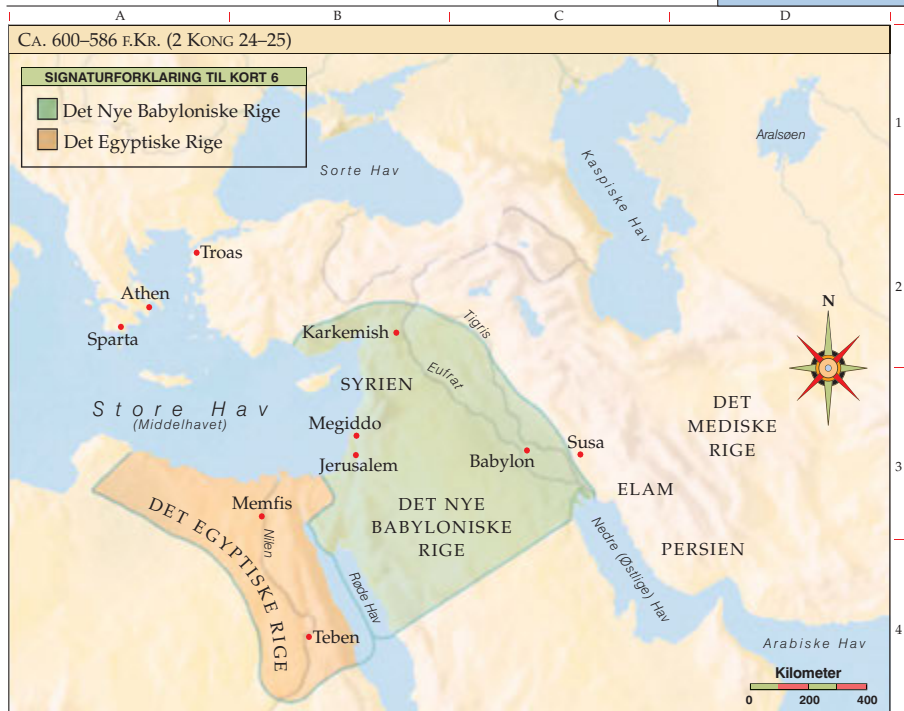 A B C D
CA. 600–586 F.KR. (2 KONG 24–25)
SIGNATURFORKLARING TIL KORT 6
DET NYE BABYLONISKE RIGE
DET EGYPTISKE RIGE
1
Aralsøen
Kaspiske Hav
Sorte Hav
Troas
2
Athen
Sparta
Karkemish
Tigris
Eufrat
N
SYRIEN
Store Hav
(Middelhavet)
DET
MEDISKE
RIGE
Megiddo
Jerusalem
Babylon
Susa
3
ELAM
Memfis
DET NYE
BABYLONISKE
RIGE
DET EGYPTISKE RIGE
Nilen
Nedre (Østlige) Hav
PERSIEN
Røde Hav
Teben
4
Arabiske Hav
Kilometer
0 200 400